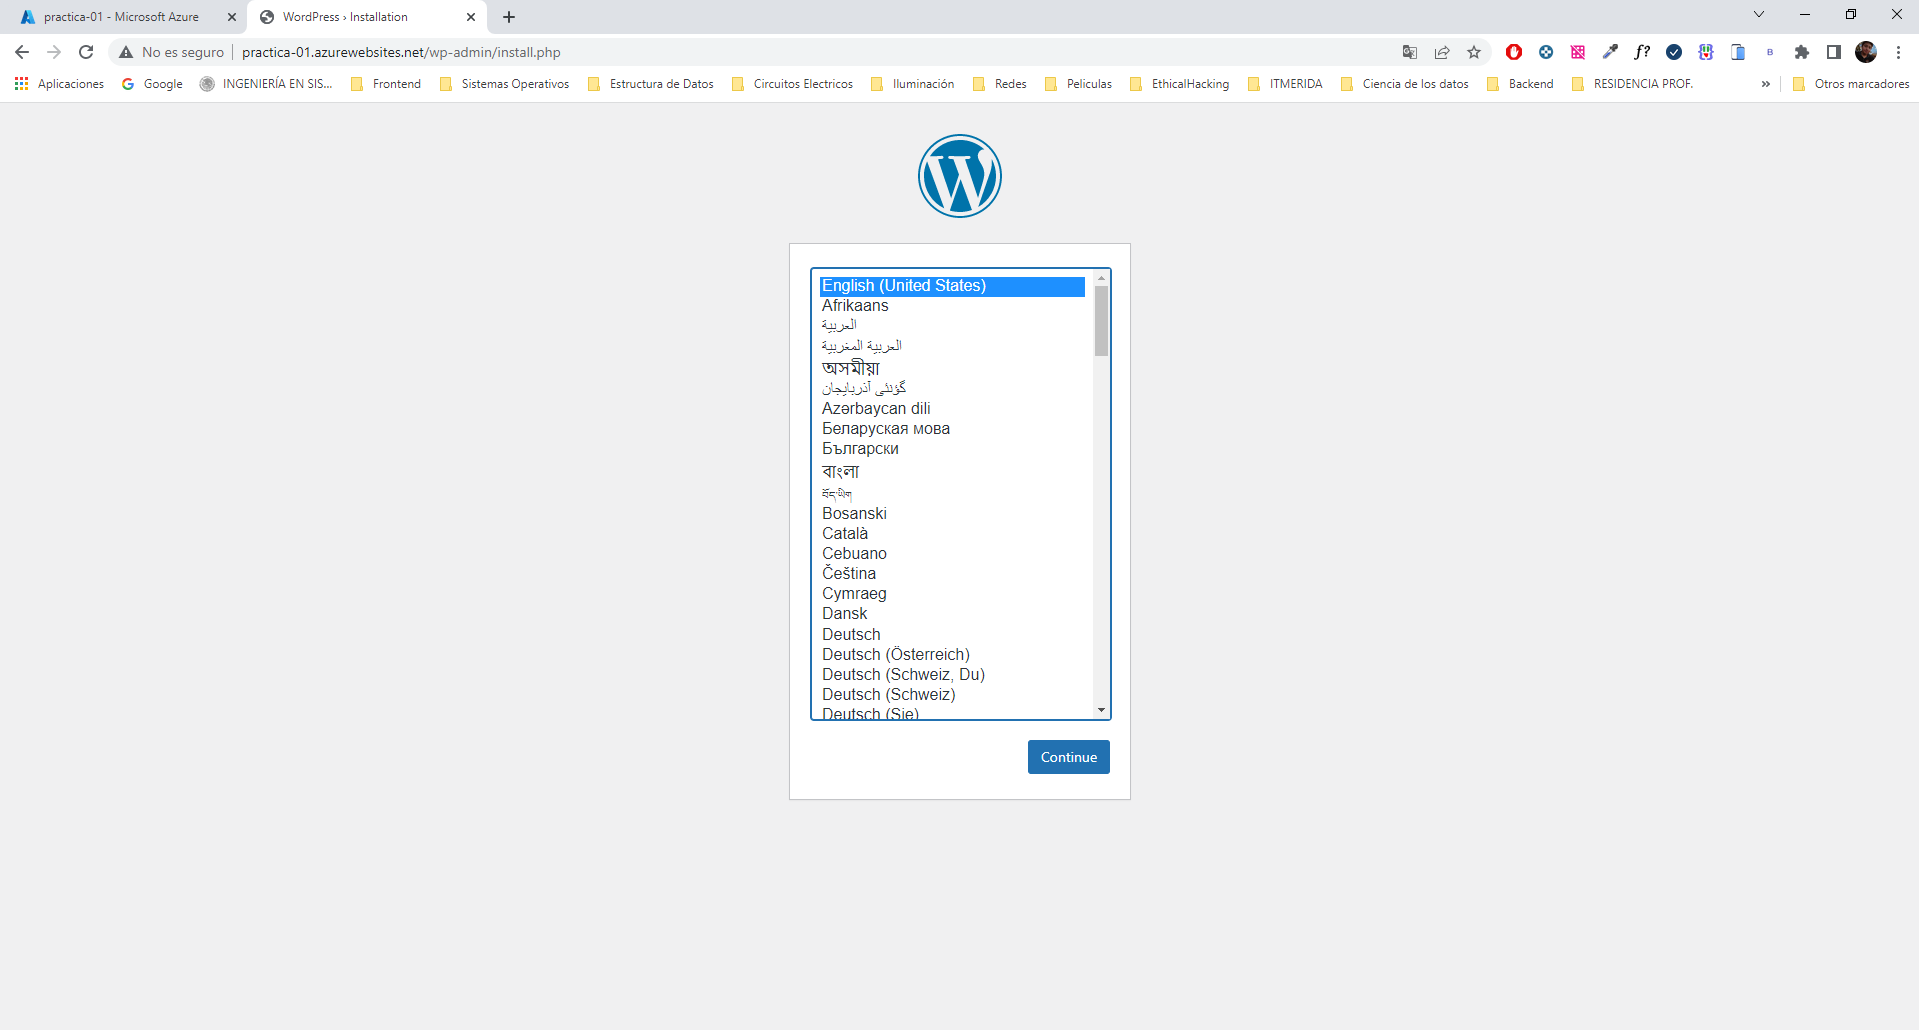 practica-01 - Microsoft Azure
WordPress › Installation
No es seguro
practica-01.azurewebsites.net/wp-admin/install.php
Aplicaciones
Google
INGENIERÍA EN SIS...
Frontend
Sistemas Operativos
Estructura de Datos
Circuitos Electricos
Iluminación
Redes
Peliculas
EthicalHacking
ITMERIDA
Ciencia de los datos
Backend
RESIDENCIA PROF.
»
Otros marcadores
English (United States)
Afrikaans
العربية
العربية المغربية
অসমীয়া
گؤنئی آذربایجان
Azərbaycan dili
Беларуская мова
Български
বাংলা
བོད་ཡིག
Bosanski
Català
Cebuano
Čeština
Cymraeg
Dansk
Deutsch
Deutsch (Österreich)
Deutsch (Schweiz, Du)
Deutsch (Schweiz)
Deutsch (Sie)
Continue